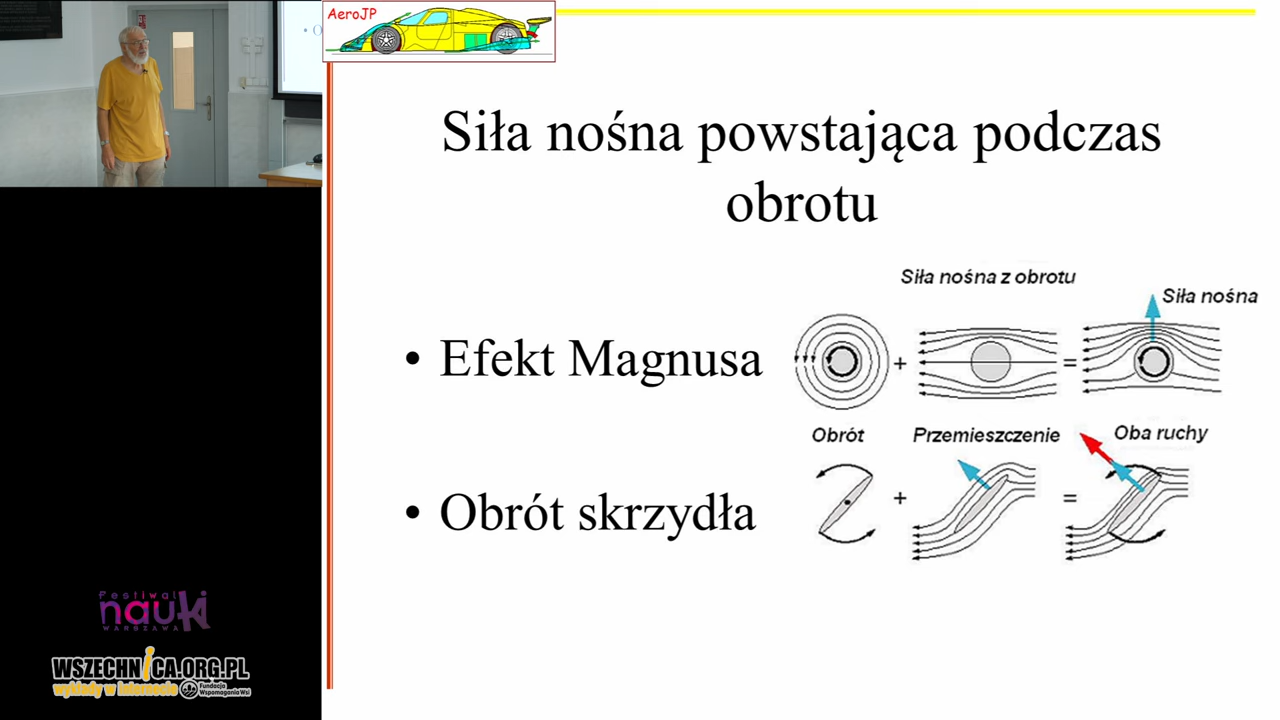 AeroJP
Siła nośna powstająca podczas
obrotu
Siła nośna z obrotu
Siła nośna
• Efekt Magnusa
+
=
Obrót
Przemieszczenie
Oba ruchy
• Obrót skrzydła
+
=
Festiwal
nauki
WARSZAWA
WSZECHNICA.ORG.PL
wykłady w internecie
Fundacja
Wspomagania Wsi